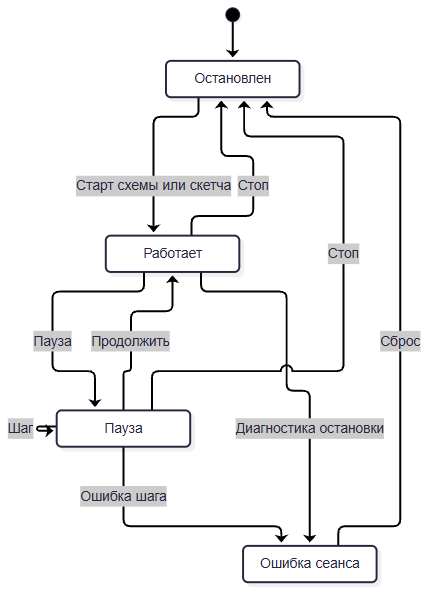 Остановлен
Старт схемы или скетча
Стоп
Работает
Стоп
Пауза
Продолжить
Сброс
Шаг
Пауза
Диагностика остановки
Ошибка шага
Ошибка сеанса